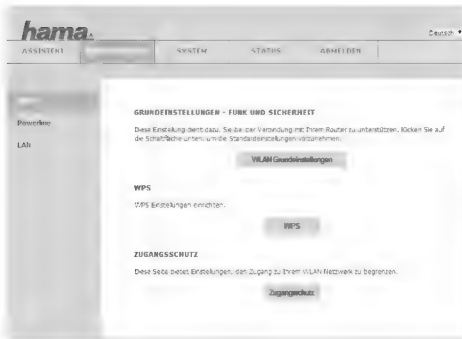 hama
Deutsch
ASSISTENT SYSTEM STATUS ABMELDEN
Powerline
LAN
GRUNDEINSTELLUNGEN - FUNK UND SICHERHEIT
Diese Einstellung dient dazu, Sie bei der Verbindung mit Ihrem Router zu unterstützen. Klicken Sie auf
die Schaltfläche unten, um die Standardeinstellungen vorzunehmen.
WLAN Grundeinstellungen
WPS
WPS Einstellungen einrichten.
WPS
ZUGANGSSCHUTZ
Diese Seite bietet Einstellungen, den Zugang zu Ihrem WLAN Netzwerk zu begrenzen.
Zugangsschutz